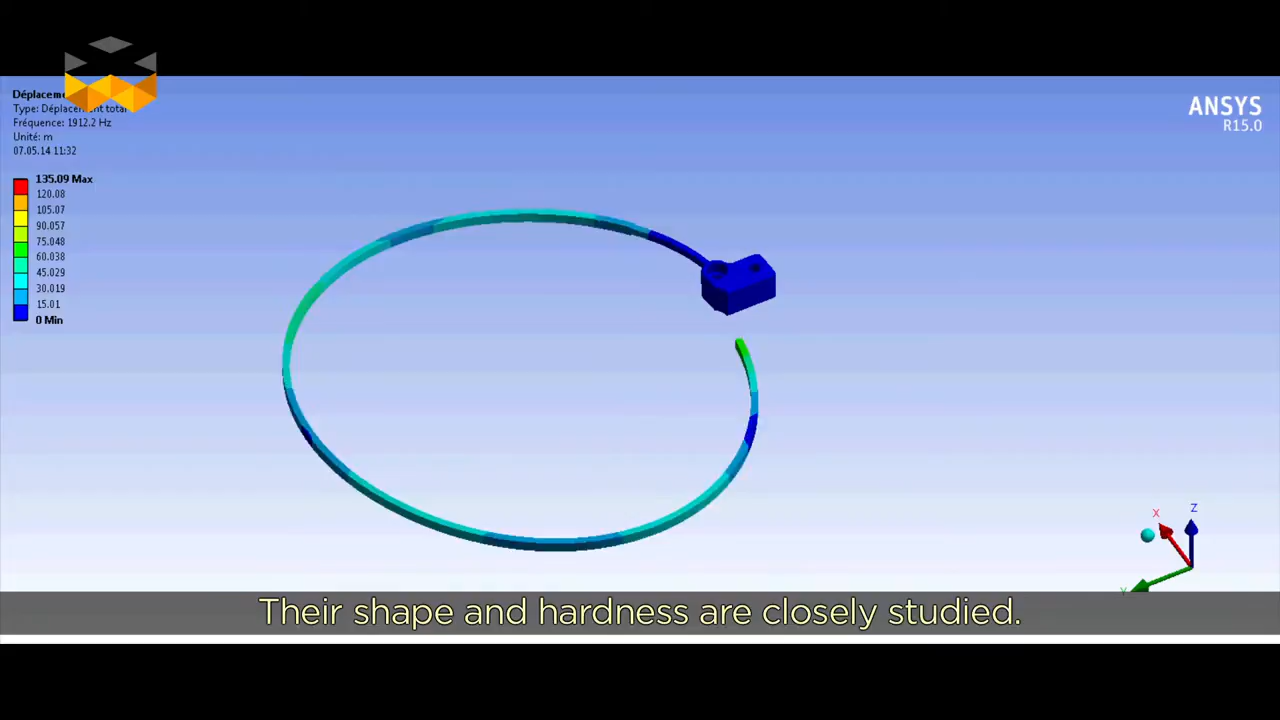 Déplaceme
Type: Déplacement total
Fréquence: 1912.2 Hz
Unité: m
07.05.14 11:32
135.09 Max
120.08
105.07
90.057
75.048
60.038
45.029
30.019
15.01
0 Min
ANSYS
R15.0
X
Z
Y
Their shape and hardness are closely studied.